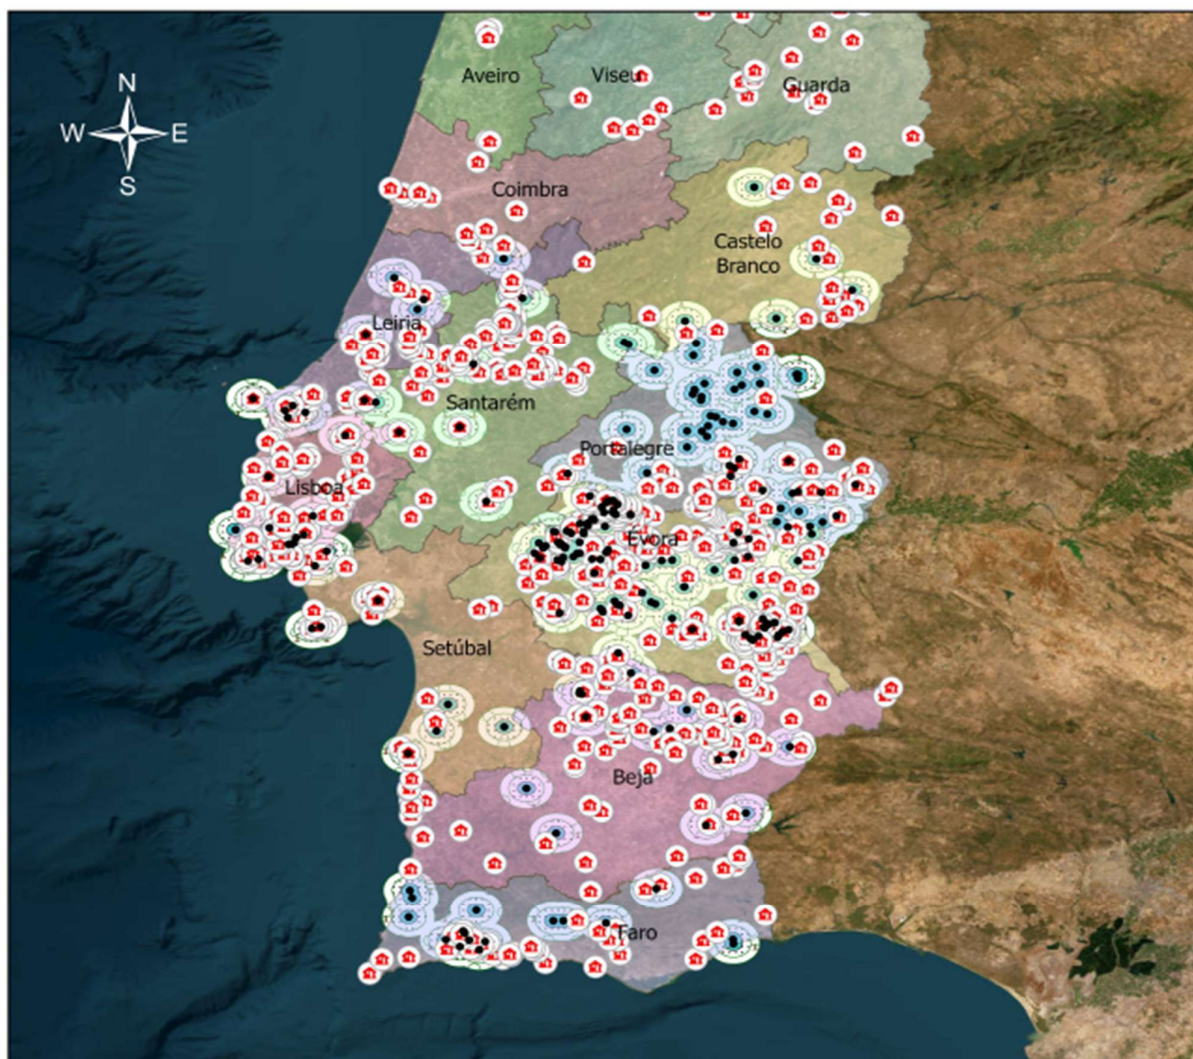 N
W E
S
Aveiro
Viseu
Guarda
Coimbra
Castelo
Branco
Leiria
Santarém
Portalegre
Lisboa
Évora
Setúbal
Beja
Faro